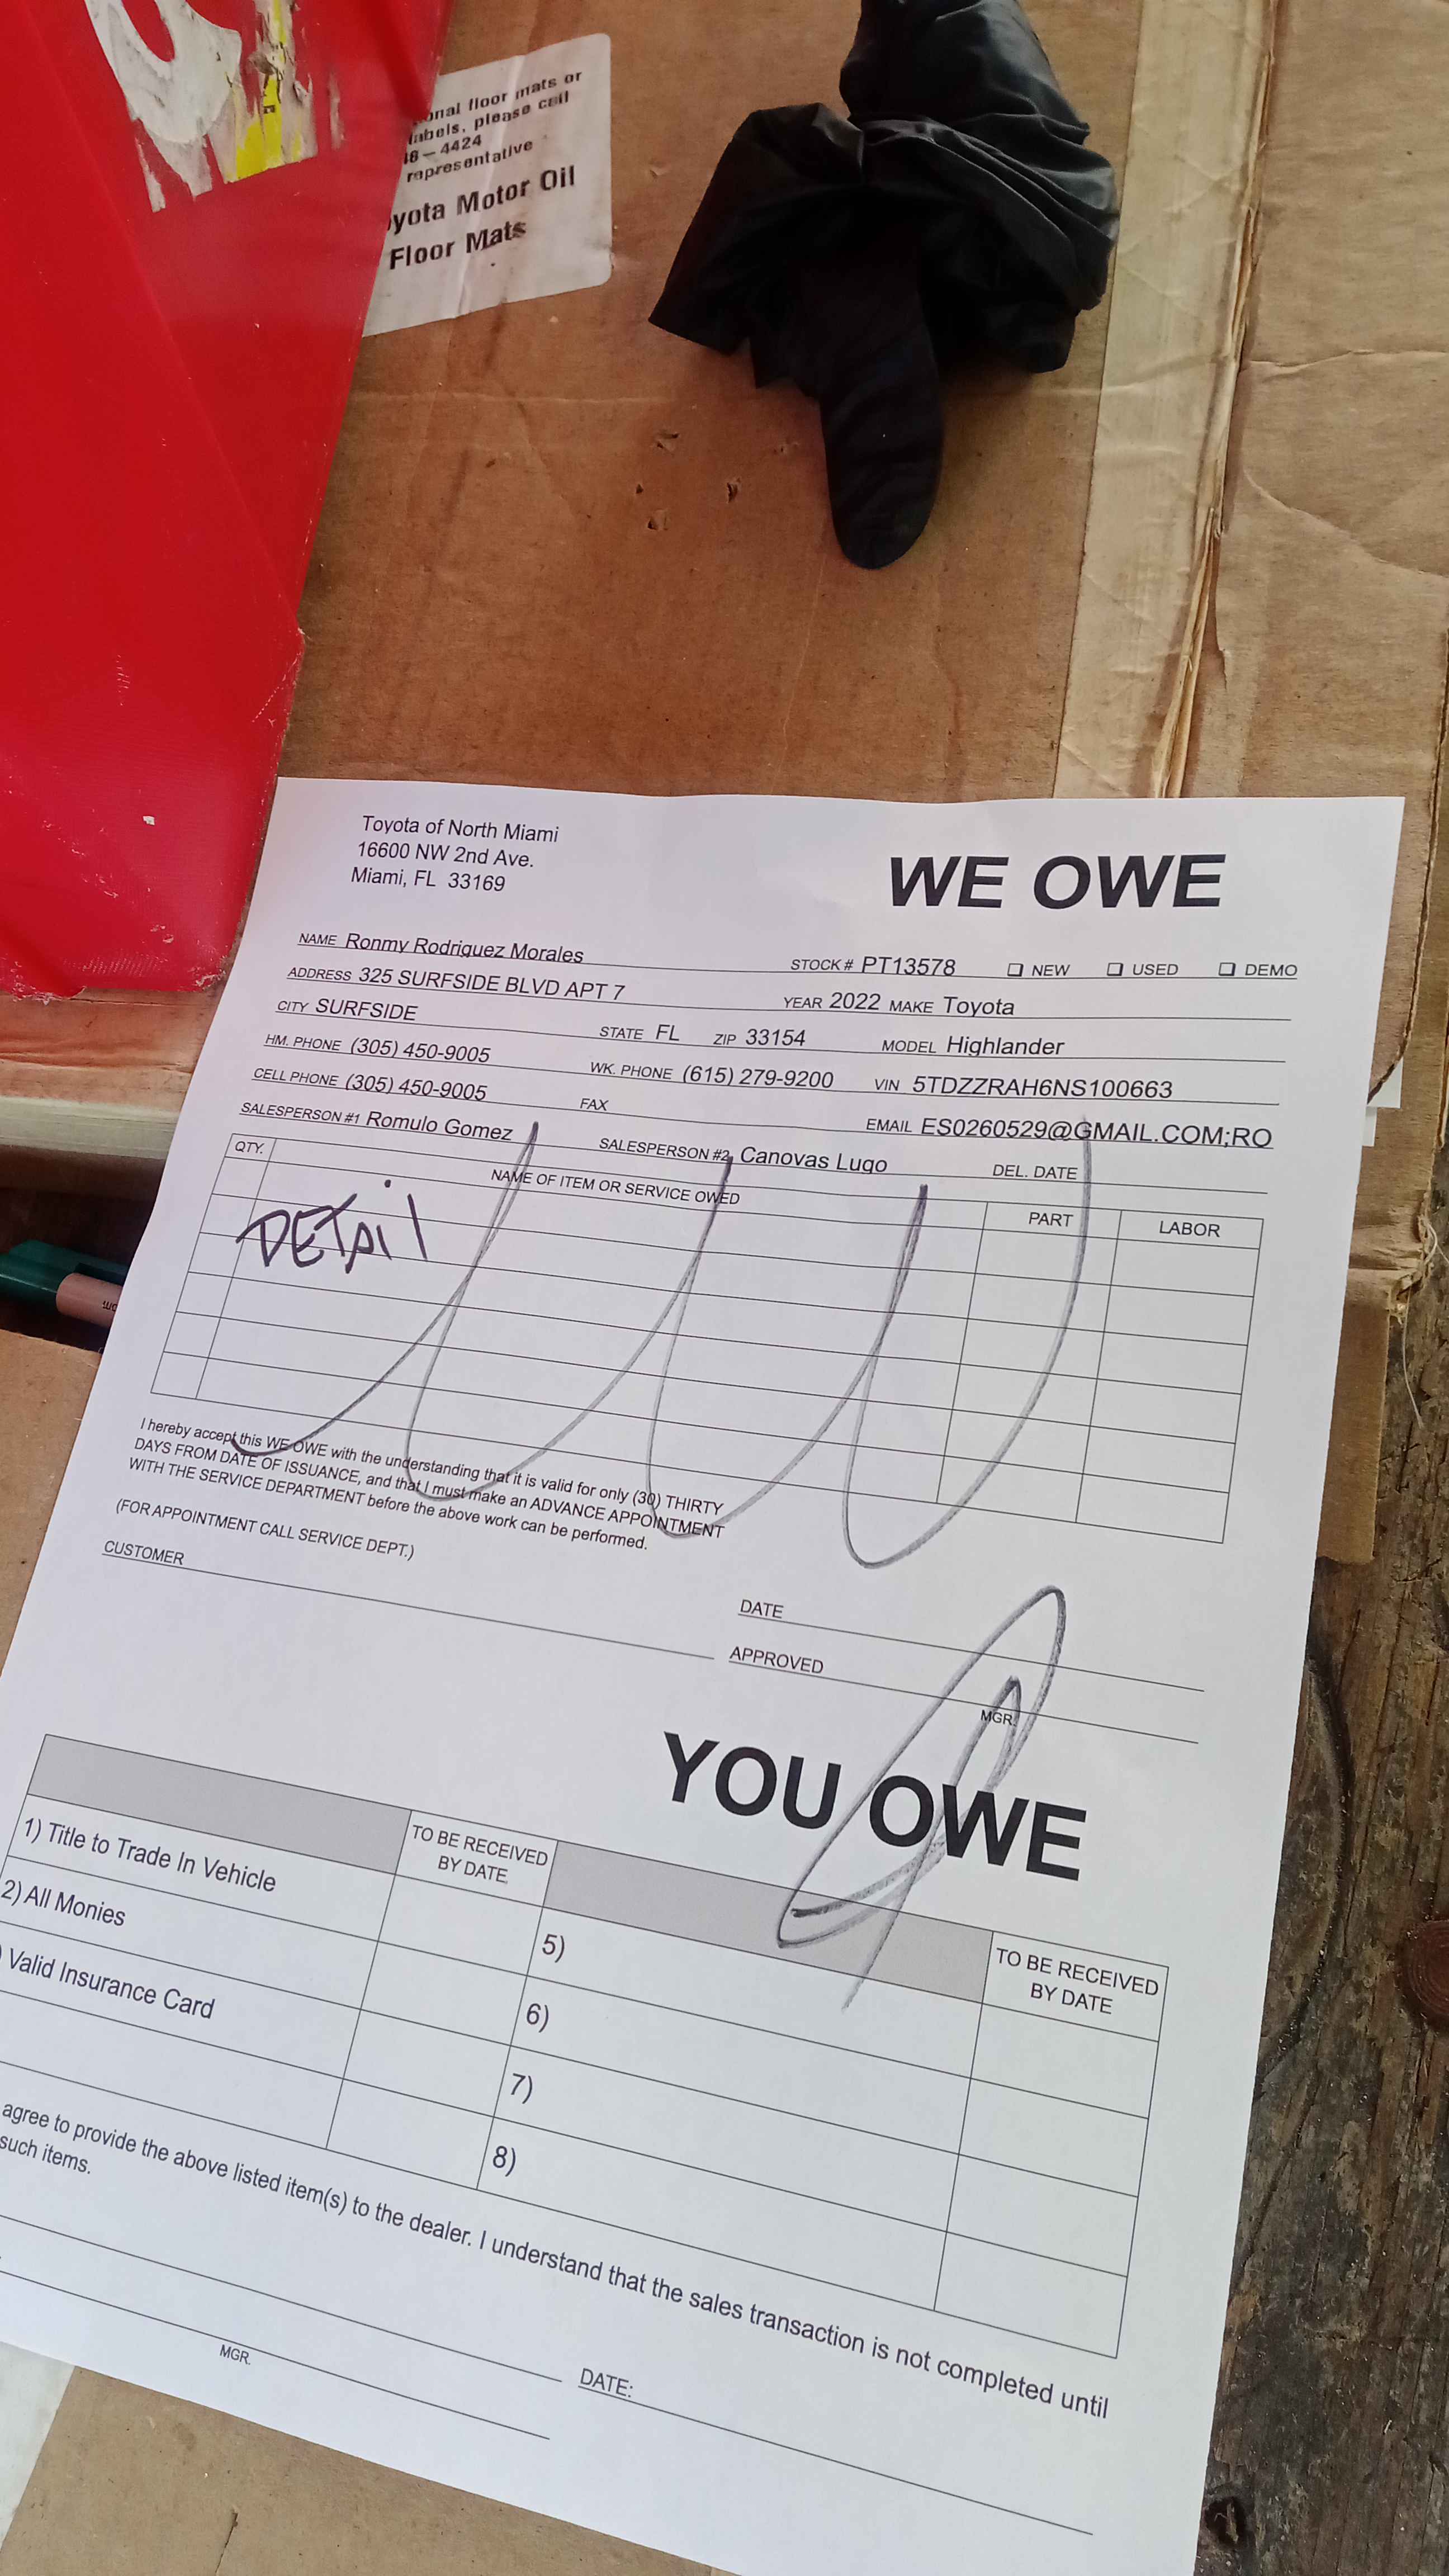 onal floor mats or
labels, please call
8-4424
representative
yota Motor Oil
Floor Mats
Toyota of North Miami
16600 NW 2nd Ave.
Miami, FL 33169
WE OWE
NAME Ronmy Rodriguez Morales
STOCK # PT13578 ❑ NEW ❑ USED ❑ DEMO
ADDRESS 325 SURFSIDE BLVD APT 7
YEAR 2022 MAKE Toyota
CITY SURFSIDE
STATE FL ZIP 33154
MODEL Highlander
HM. PHONE (305) 450-9005
WK. PHONE (615) 279-9200
VIN 5TDZZRAH6NS100663
CELL PHONE (305) 450-9005
FAX
EMAIL ES0260529@GMAIL.COM;RO
SALESPERSON #1 Romulo Gomez
SALESPERSON #2 Canovas Lugo
DEL. DATE
QTY.
NAME OF ITEM OR SERVICE OWED
PART
LABOR
DETAil
I hereby accept this WE OWE with the understanding that it is valid for only (30) THIRTY
DAYS FROM DATE OF ISSUANCE, and that I must make an ADVANCE APPOINTMENT
WITH THE SERVICE DEPARTMENT before the above work can be performed.
(FOR APPOINTMENT CALL SERVICE DEPT.)
CUSTOMER
DATE
APPROVED
MGR.
YOU OWE
TO BE RECEIVED
BY DATE
TO BE RECEIVED
BY DATE
1) Title to Trade In Vehicle
5)
2) All Monies
6)
) Valid Insurance Card
7)
8)
agree to provide the above listed item(s) to the dealer. I understand that the sales transaction is not completed until
such items.
MGR.
DATE: